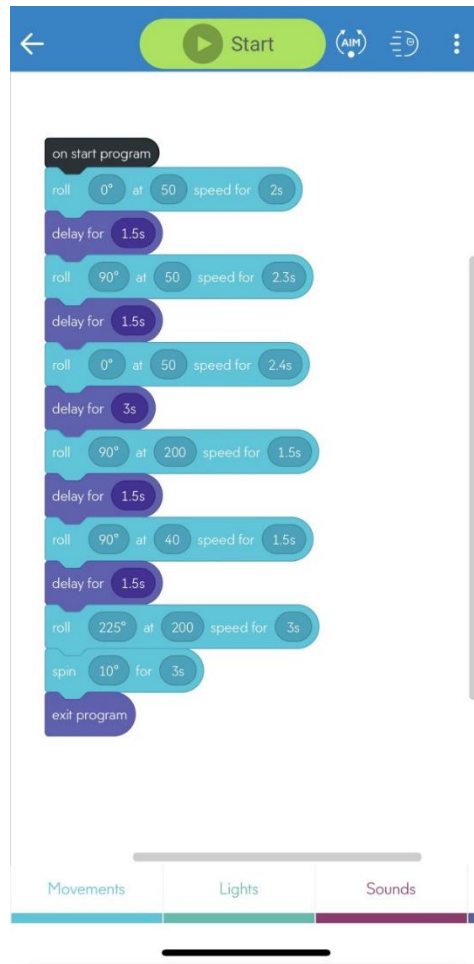 Start
AIM
on start program
roll 0° at 50 speed for 2s
delay for 1.5s
roll 90° at 50 speed for 2.3s
delay for 1.5s
roll 0° at 50 speed for 2.4s
delay for 3s
roll 90° at 200 speed for 1.5s
delay for 1.5s
roll 90° at 40 speed for 1.5s
delay for 1.5s
roll 225° at 200 speed for 3s
spin 10° for 3s
exit program
Movements Lights Sounds